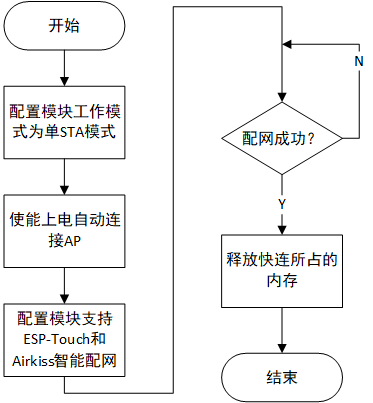 开始
配置模块工作模
式为单STA模式
使能上电自动连
接AP
配置模块支持
ESP-Touch和
Airkiss智能配网
N
配网成功？
Y
释放快连所占的
内存
结束